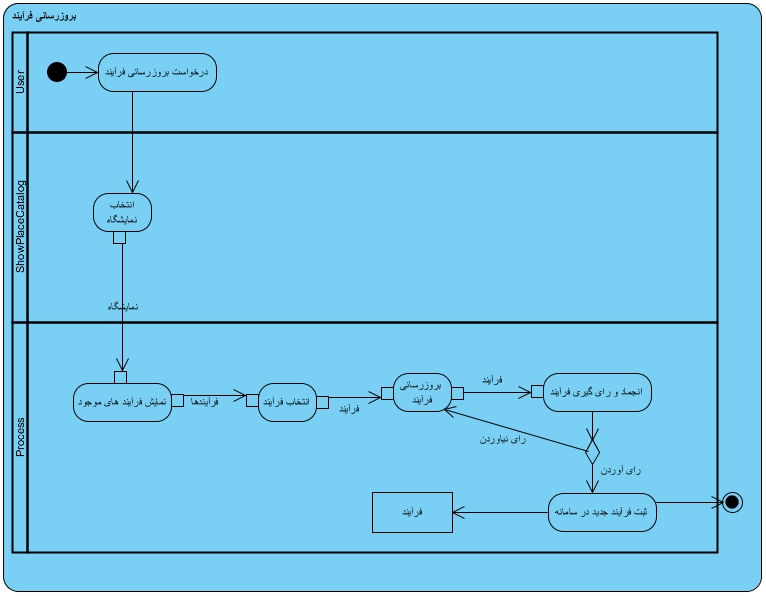 بروزرسانی فرآیند
User
درخواست بروزرسانی فرآیند
ShowPlaceCatalog
انتخاب
نمایشگاه
نمایشگاه
Process
نمایش فرآیند های موجود
فرآیندها
انتخاب فرآیند
فرآیند
بروزرسانی
فرآیند
فرآیند
انجماد و رای گیری فرآیند
رای نیاوردن
رای آوردن
ثبت فرآیند جدید در سامانه
فرآیند